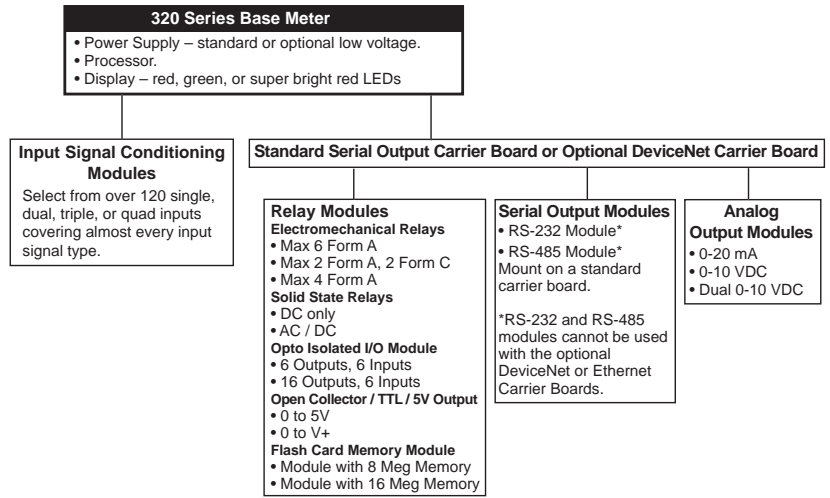 320 Series Base Meter
• Power Supply – standard or optional low voltage.
• Processor.
• Display – red, green, or super bright red LEDs
Input Signal Conditioning
Modules
Select from over 120 single,
dual, triple, or quad inputs
covering almost every input
signal type.
Standard Serial Output Carrier Board or Optional DeviceNet Carrier Board
Relay Modules
Electromechanical Relays
• Max 6 Form A
• Max 2 Form A, 2 Form C
• Max 4 Form A
Solid State Relays
• DC only
• AC / DC
Opto Isolated I/O Module
• 6 Outputs, 6 Inputs
• 16 Outputs, 6 Inputs
Open Collector / TTL / 5V Output
• 0 to 5V
• 0 to V+
Flash Card Memory Module
• Module with 8 Meg Memory
• Module with 16 Meg Memory
Serial Output Modules
• RS-232 Module*
• RS-485 Module*
Mount on a standard
carrier board.
*RS-232 and RS-485
modules cannot be used
with the optional
DeviceNet or Ethernet
Carrier Boards.
Analog
Output Modules
• 0-20 mA
• 0-10 VDC
• Dual 0-10 VDC